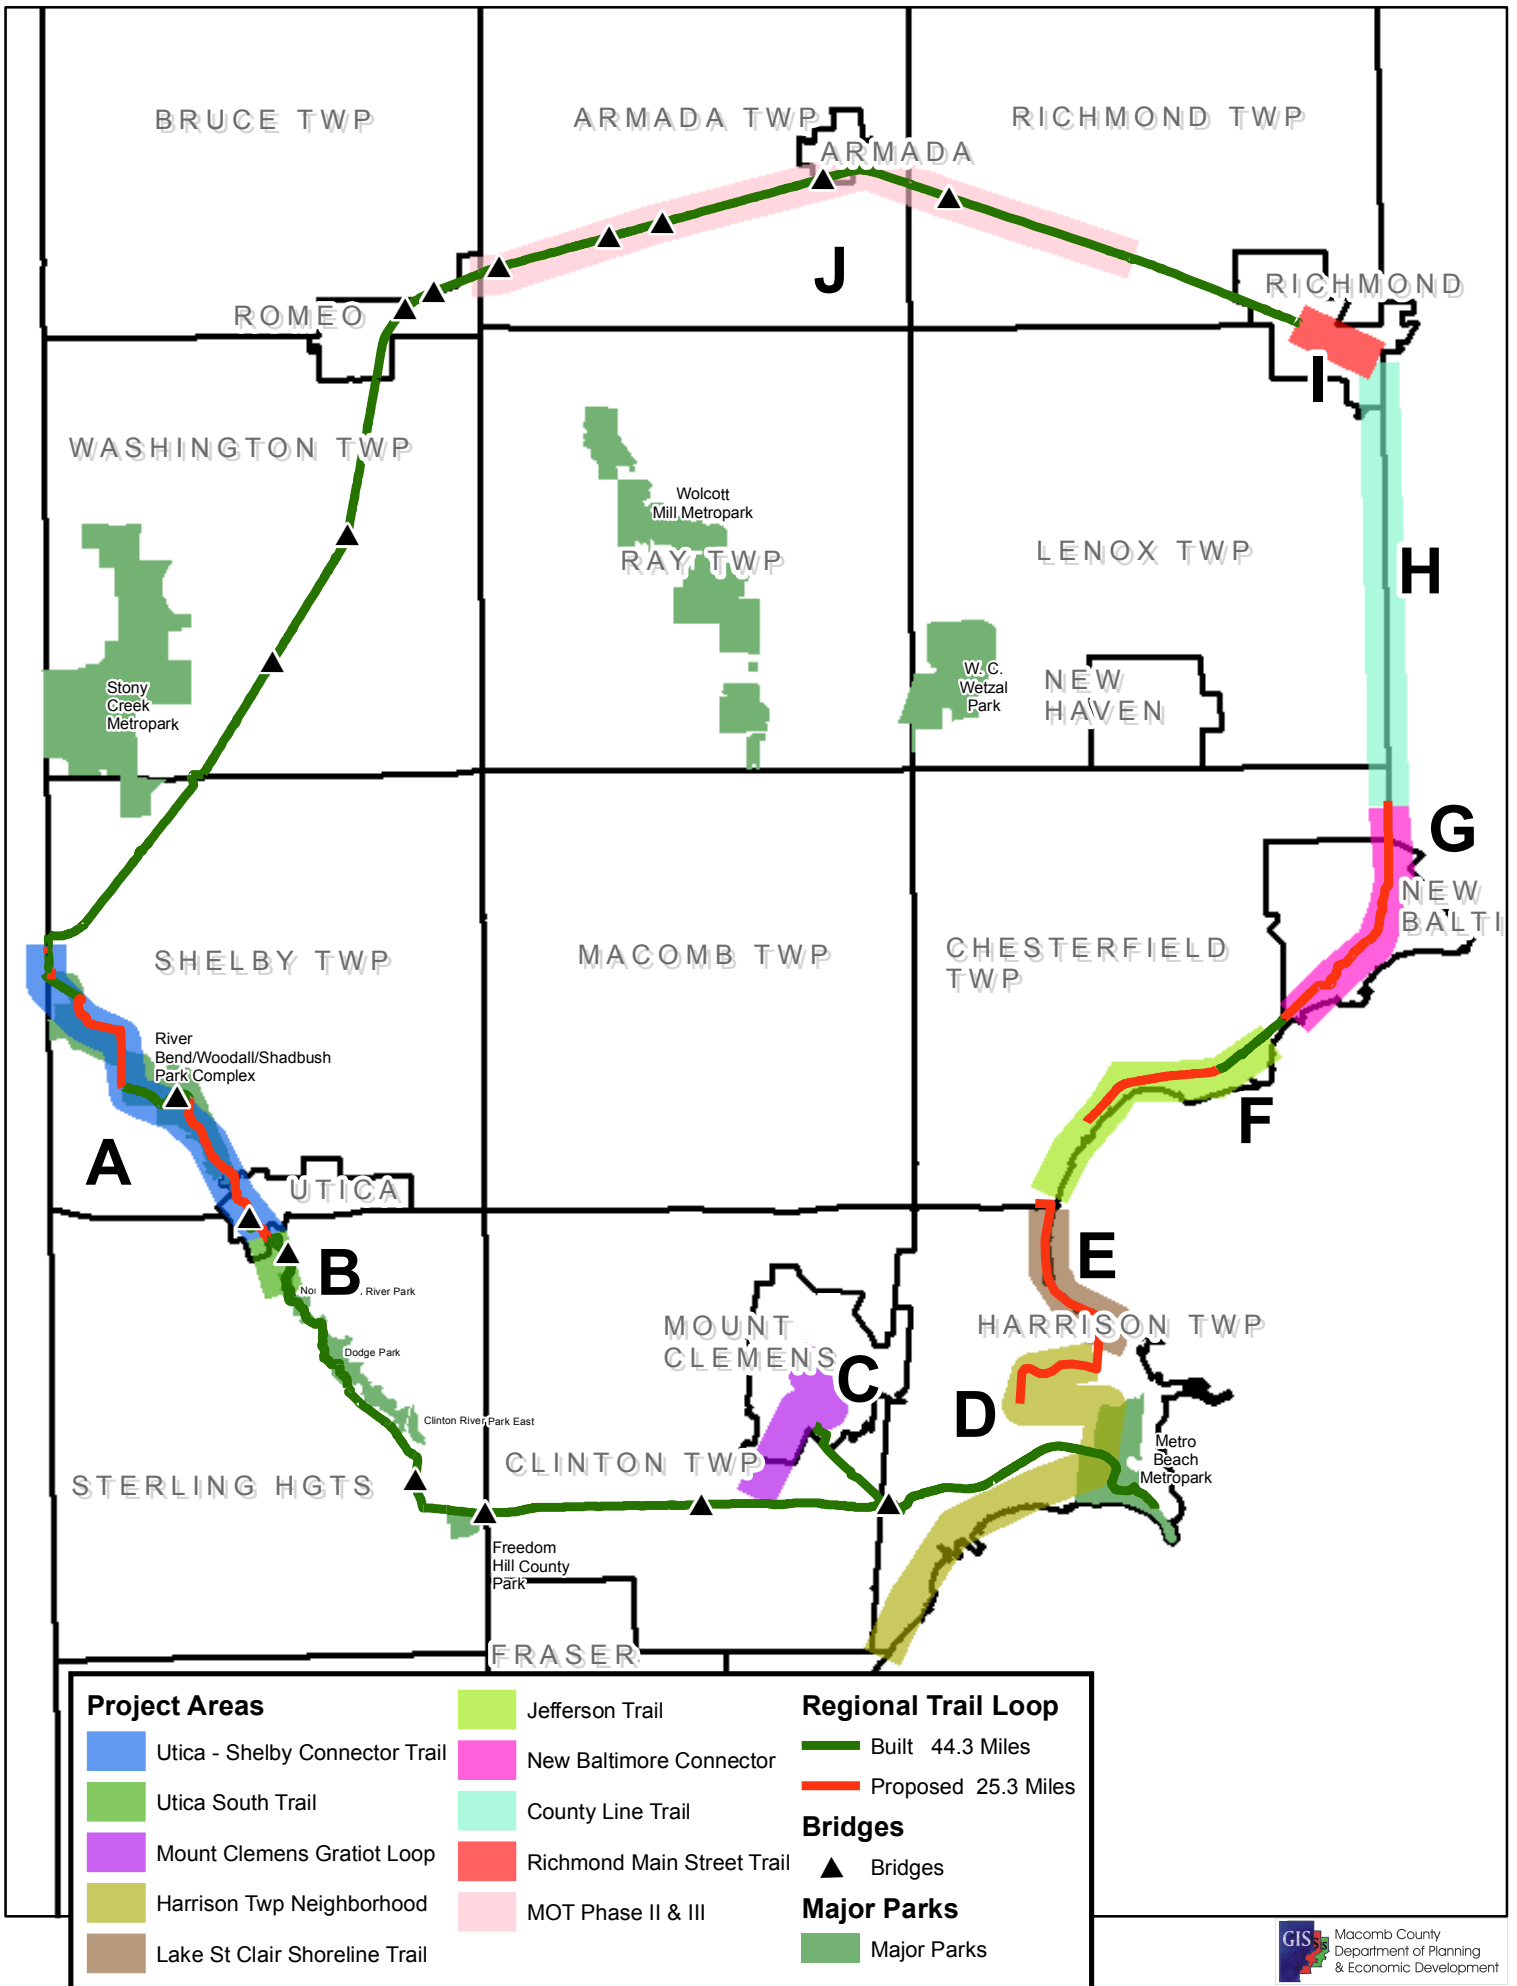 BRUCE TWP
ARMADA TWP
RICHMOND TWP
ARMADA
J
RICHMOND
ROMEO
I
WASHINGTON TWP
Wolcott
Mill Metropark
RAY TWP
LENOX TWP
H
Stony
Creek
Metropark
W. C.
Wetzal
Park
NEW
HAVEN
G
NEW
BALTI
SHELBY TWP
MACOMB TWP
CHESTERFIELD
TWP
River
Bend/Woodall/Shadbush
Park Complex
F
A
UTICA
B
River Park
E
MOUNT
CLEMENS
HARRISON TWP
Dodge Park
C
D
Clinton River Park East
Metro
Beach
Metropark
CLINTON TWP
STERLING HGTS
Freedom
Hill County
Park
FRASER
Project Areas
Utica - Shelby Connector Trail
Utica South Trail
Mount Clemens Gratiot Loop
Harrison Twp Neighborhood
Lake St Clair Shoreline Trail
Jefferson Trail
New Baltimore Connector
County Line Trail
Richmond Main Street Trail
MOT Phase II & III
Regional Trail Loop
Built 44.3 Miles
Proposed 25.3 Miles
Bridges
Bridges
Major Parks
Major Parks
GIS
Macomb County
Department of Planning
& Economic Development